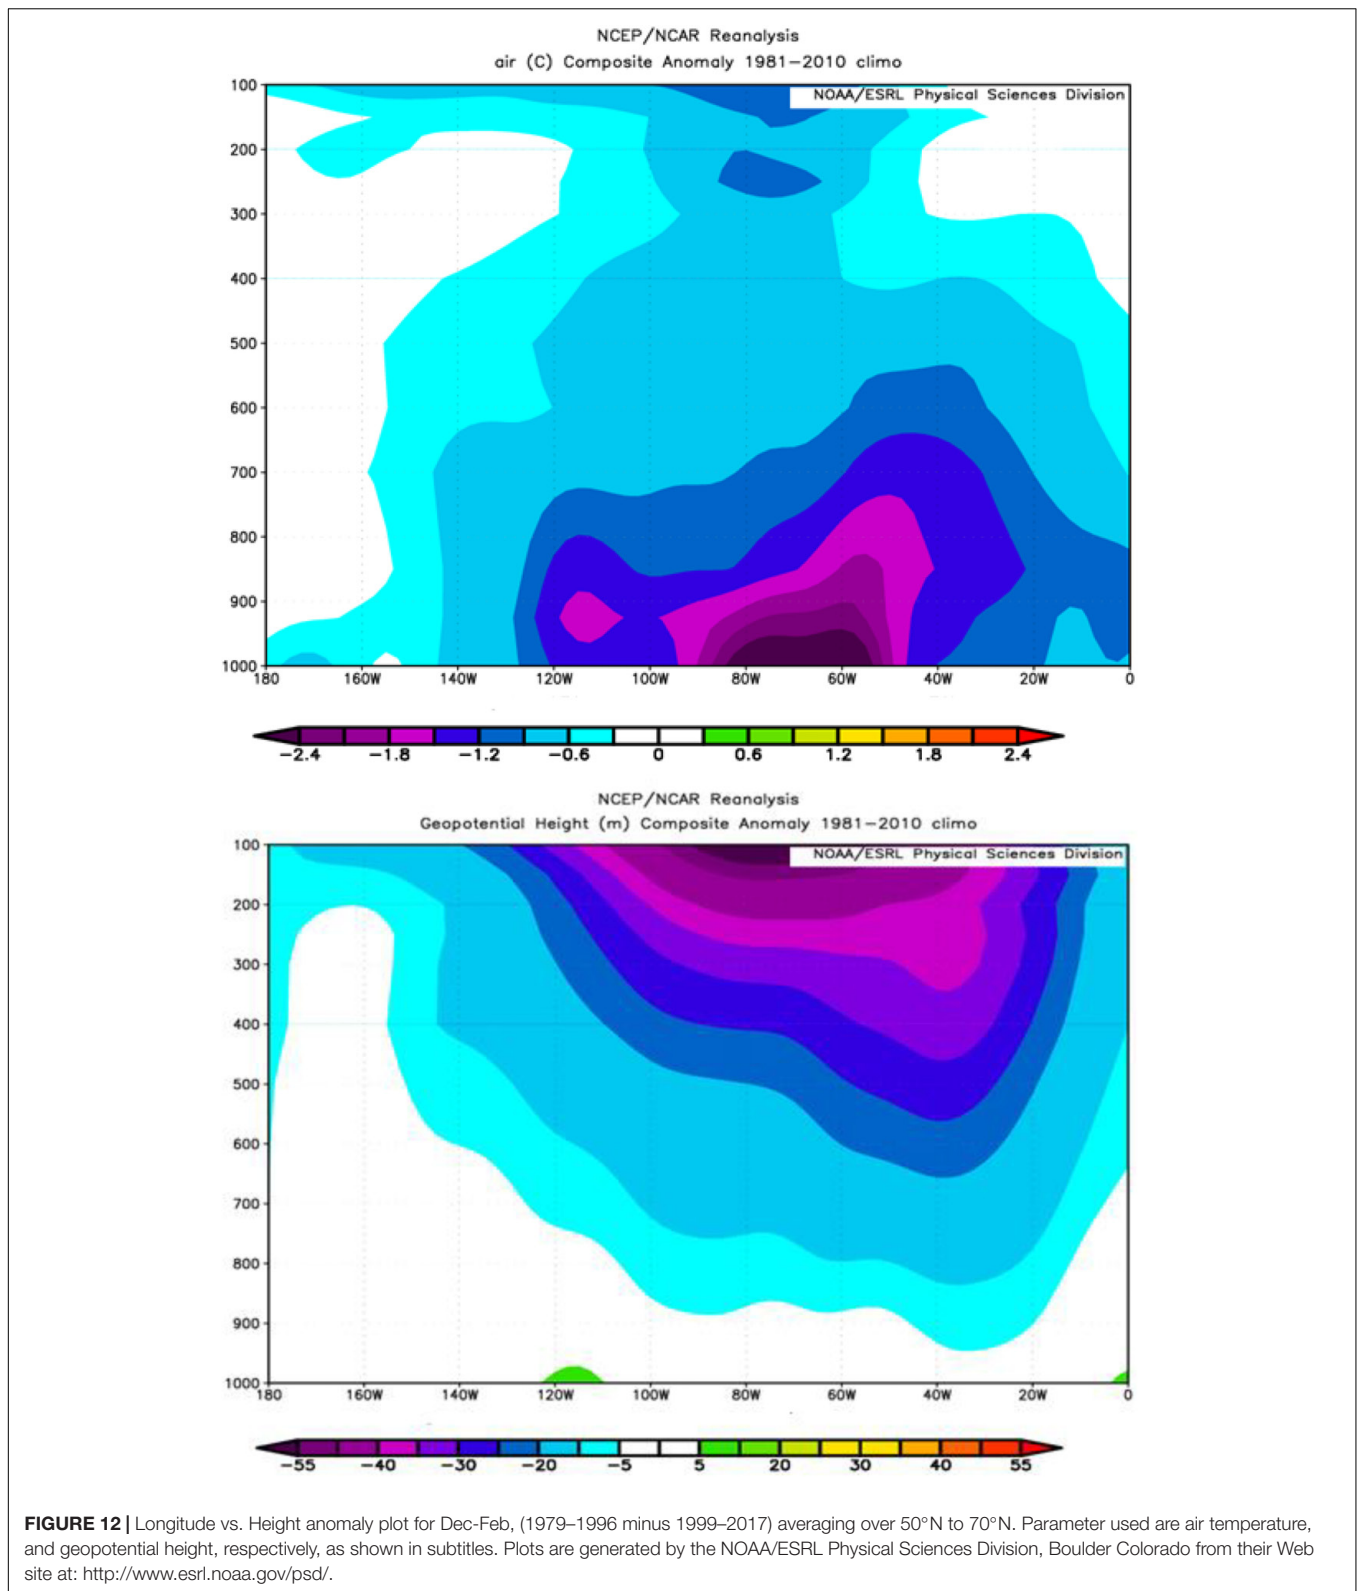 NCEP/NCAR Reanalysis
air (C) Composite Anomaly 1981−2010 climo
NOAA/ESRL Physical Sciences Division
100
200
300
400
500
600
700
800
900
1000
180 160W 140W 120W 100W 80W 60W 40W 20W 0
−2.4 −1.8 −1.2 −0.6 0 0.6 1.2 1.8 2.4
NCEP/NCAR Reanalysis
Geopotential Height (m) Composite Anomaly 1981−2010 climo
NOAA/ESRL Physical Sciences Division
100
200
300
400
500
600
700
800
900
1000
180 160W 140W 120W 100W 80W 60W 40W 20W 0
−55 −40 −30 −20 −5 5 20 30 40 55
FIGURE 12 | Longitude vs. Height anomaly plot for Dec-Feb, (1979–1996 minus 1999–2017) averaging over 50°N to 70°N. Parameter used are air temperature,
and geopotential height, respectively, as shown in subtitles. Plots are generated by the NOAA/ESRL Physical Sciences Division, Boulder Colorado from their Web
site at: http://www.esrl.noaa.gov/psd/.